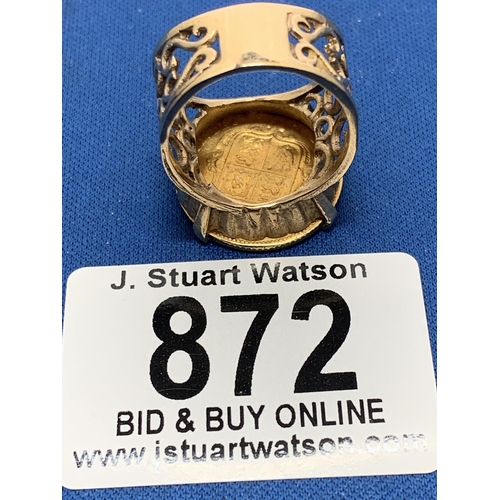 J. Stuart Watson
872
BID & BUY ONLINE
www.jstuartwatson.com